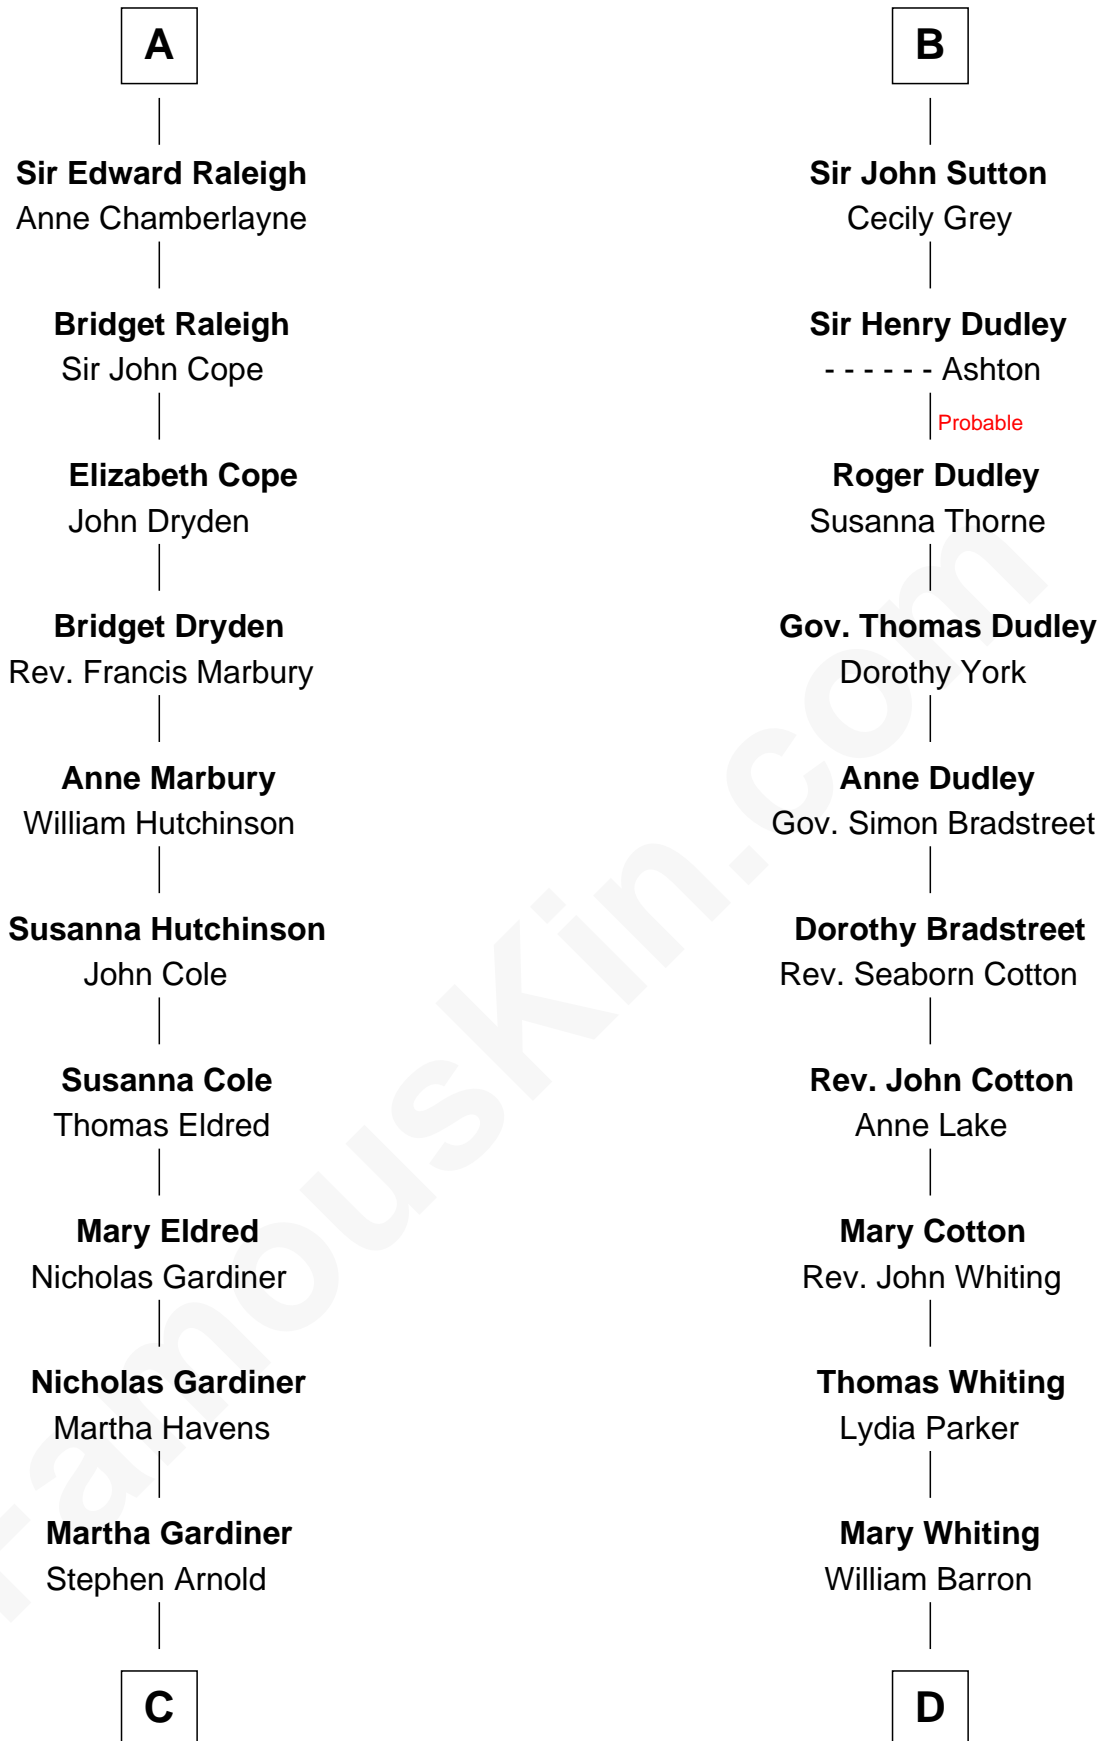 A
Sir Edward Raleigh
Anne Chamberlayne
Bridget Raleigh
Sir John Cope
Elizabeth Cope
John Dryden
Bridget Dryden
Rev. Francis Marbury
Anne Marbury
William Hutchinson
Susanna Hutchinson
John Cole
Susanna Cole
Thomas Eldred
Mary Eldred
Nicholas Gardiner
Nicholas Gardiner
Martha Havens
Martha Gardiner
Stephen Arnold
C
B
Sir John Sutton
Cecily Grey
Sir Henry Dudley
- - - - - - Ashton
Probable
Roger Dudley
Susanna Thorne
Gov. Thomas Dudley
Dorothy York
Anne Dudley
Gov. Simon Bradstreet
Dorothy Bradstreet
Rev. Seaborn Cotton
Rev. John Cotton
Anne Lake
Mary Cotton
Rev. John Whiting
Thomas Whiting
Lydia Parker
Mary Whiting
William Barron
D
FamousKin.com